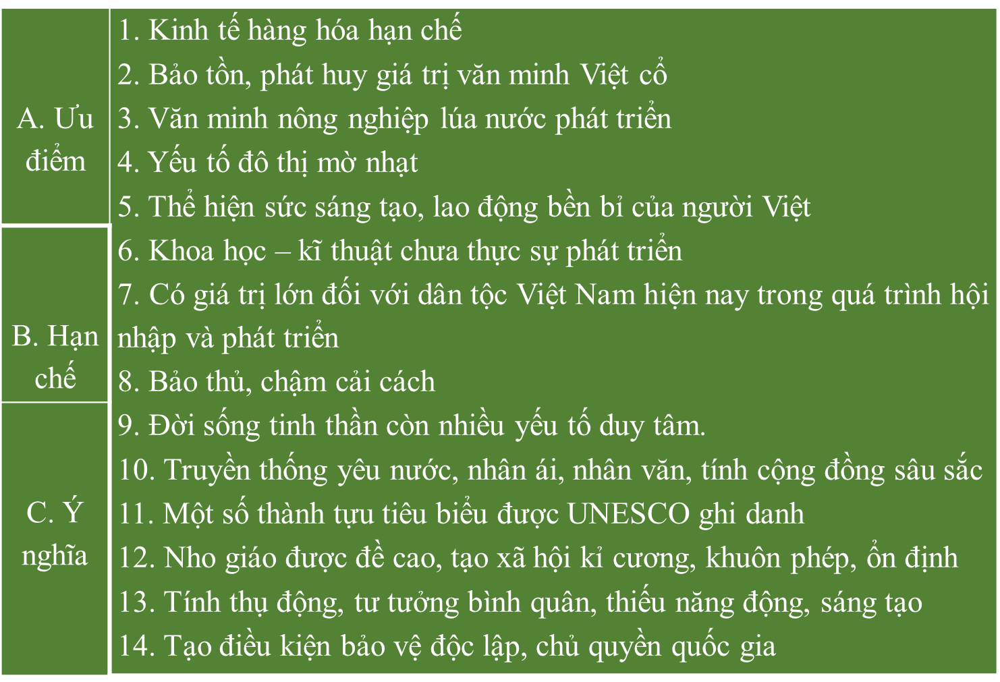 A. Ưu
điểm
B. Hạn
chế
C. Ý
nghĩa
1. Kinh tế hàng hóa hạn chế
2. Bảo tồn, phát huy giá trị văn minh Việt cổ
3. Văn minh nông nghiệp lúa nước phát triển
4. Yếu tố đô thị mờ nhạt
5. Thể hiện sức sáng tạo, lao động bền bỉ của người Việt
6. Khoa học – kĩ thuật chưa thực sự phát triển
7. Có giá trị lớn đối với dân tộc Việt Nam hiện nay trong quá trình hội
nhập và phát triển
8. Bảo thủ, chậm cải cách
9. Đời sống tinh thần còn nhiều yếu tố duy tâm.
10. Truyền thống yêu nước, nhân ái, nhân văn, tính cộng đồng sâu sắc
11. Một số thành tựu tiêu biểu được UNESCO ghi danh
12. Nho giáo được đề cao, tạo xã hội kỉ cương, khuôn phép, ổn định
13. Tính thụ động, tư tưởng bình quân, thiếu năng động, sáng tạo
14. Tạo điều kiện bảo vệ độc lập, chủ quyền quốc gia